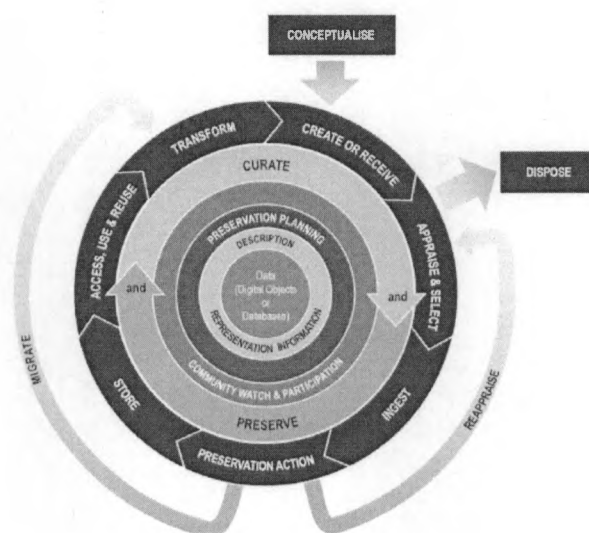 CONCEPTUALISE
TRANSFORM
CREATE OR RECEIVE
DISPOSE
CURATE
ACCESS, USE & REUSE
PRESERVATION PLANNING
APPRAISE & SELECT
DESCRIPTION
Data
(Digital Objects
or
Databases)
and
and
REPRESENTATION INFORMATION
MIGRATE
COMMUNITY WATCH & PARTICIPATION
REAPPRAISE
STORE
PRESERVE
INGEST
PRESERVATION ACTION